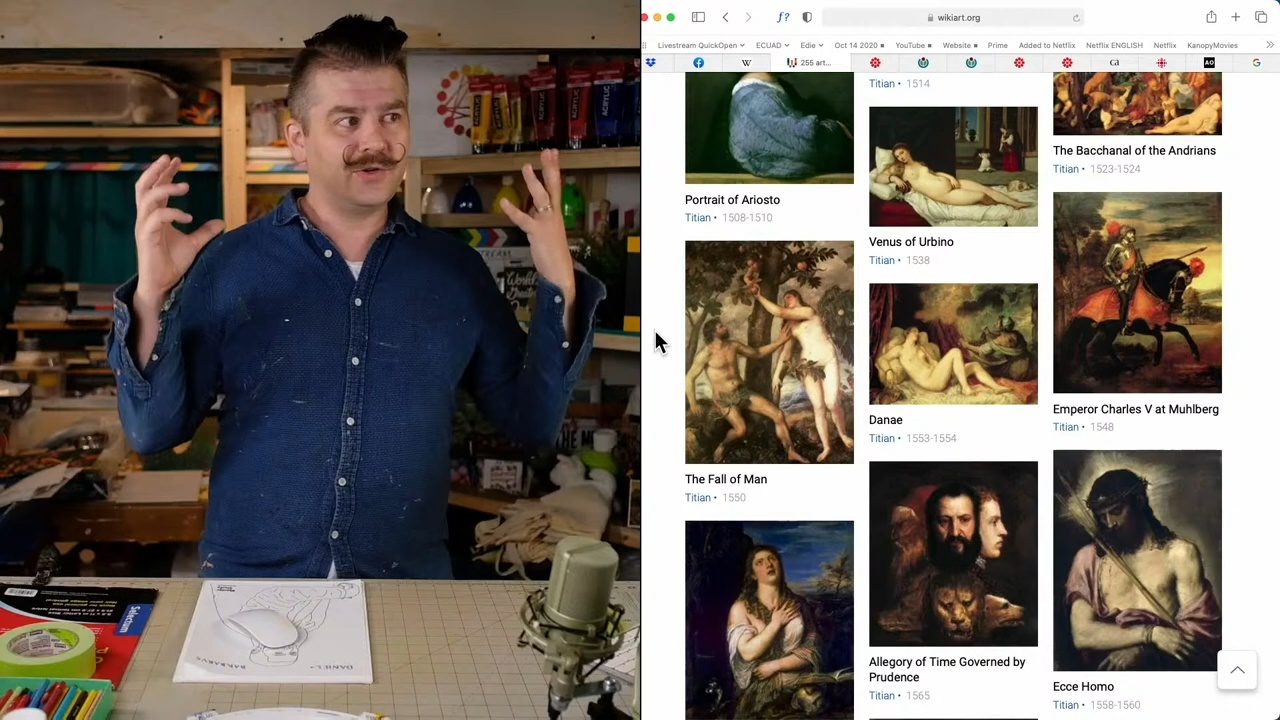 wikiart.org
Livestream QuickOpen
ECUAD
Edie
Oct 14 2020
YouTube
Website
Prime
Added to Netflix
Netflix ENGLISH
Netflix
KanopyMovies
255 art...
Titian • 1514
The Bacchanal of the Andrians
Titian • 1523-1524
Portrait of Ariosto
Titian • 1508-1510
Venus of Urbino
Titian • 1538
Danae
Titian • 1553-1554
Emperor Charles V at Muhlberg
Titian • 1548
The Fall of Man
Titian • 1550
Allegory of Time Governed by
Prudence
Titian • 1565
Ecce Homo
Titian • 1558-1560
ACRYLIC
Selectum
DANIEL
BARBARVS